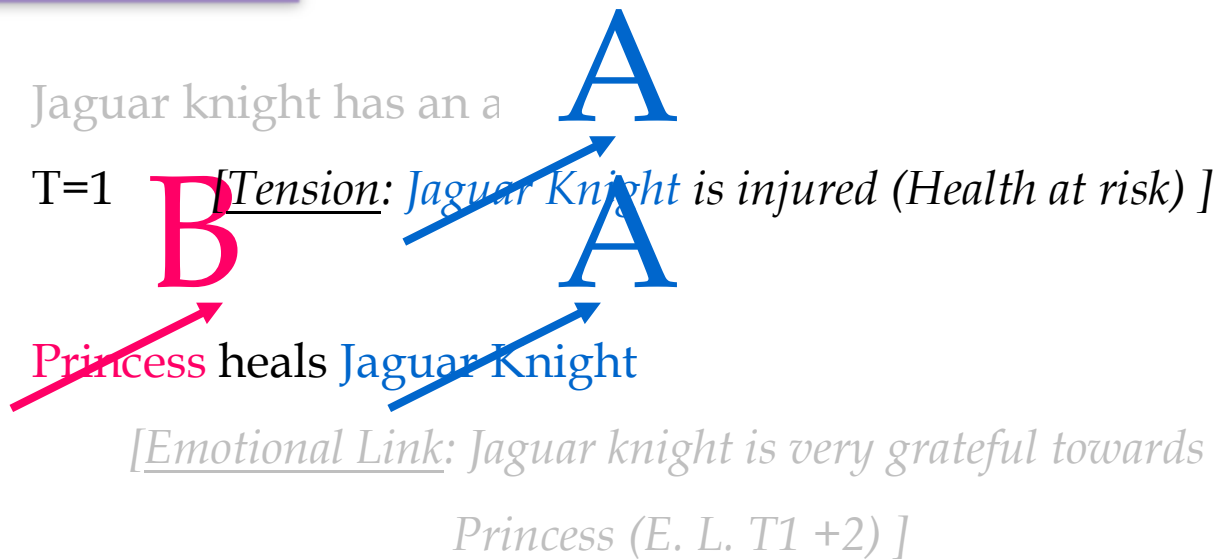 A
Jaguar knight has an a
T=1 [Tension: Jaguar Knight is injured (Health at risk) ]
B A
Princess heals Jaguar Knight
[Emotional Link: Jaguar knight is very grateful towards
Princess (E. L. T1 +2) ]